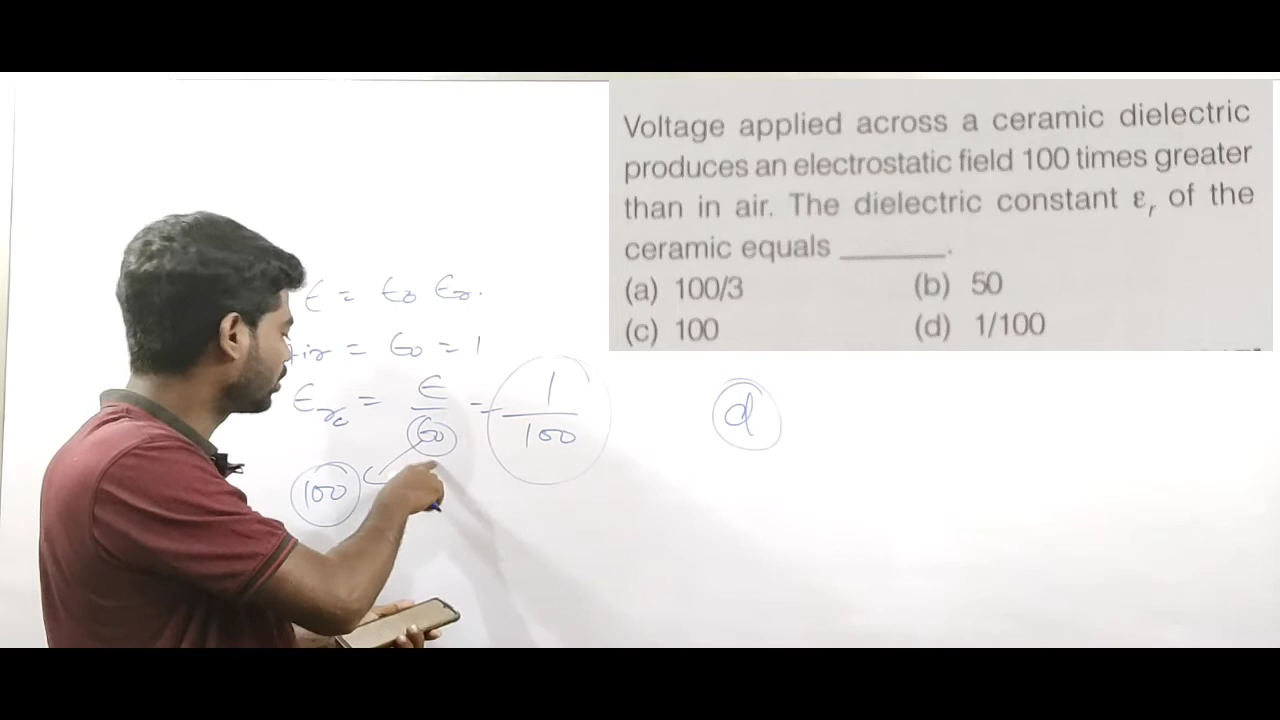 Voltage applied across a ceramic dielectric
produces an electrostatic field 100 times greater
than in air. The dielectric constant εr of the
ceramic equals ________.
(a) 100/3 (b) 50
(c) 100 (d) 1/100
ϵ = ϵ0 ϵr.
air = ϵ0 = 1
ϵrc = ϵ/ϵ0 = 1/100
100
d